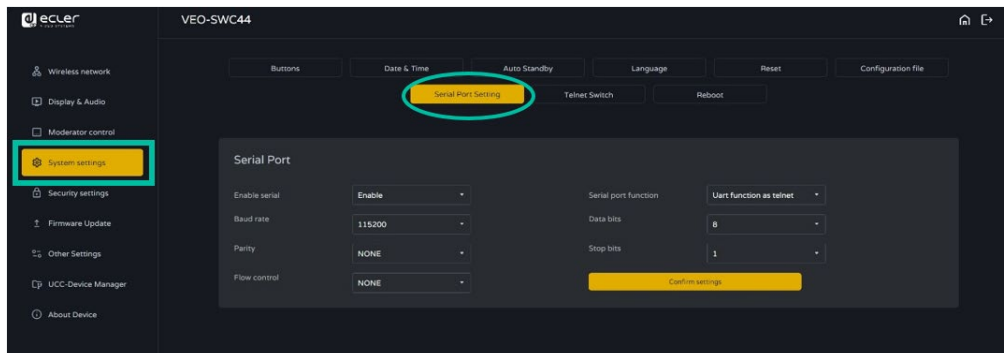 ecler
VEO-SWC44
Wireless network
Display & Audio
Moderator control
System settings
Security settings
Firmware Update
Other Settings
UCC-Device Manager
About Device
Buttons
Date & Time
Auto Standby
Language
Reset
Configuration file
Serial Port Setting
Telnet Switch
Reboot
Serial Port
Enable serial
Enable
Serial port function
Uart function as telnet
Baud rate
115200
Data bits
8
Parity
NONE
Stop bits
1
Flow control
NONE
Confirm settings